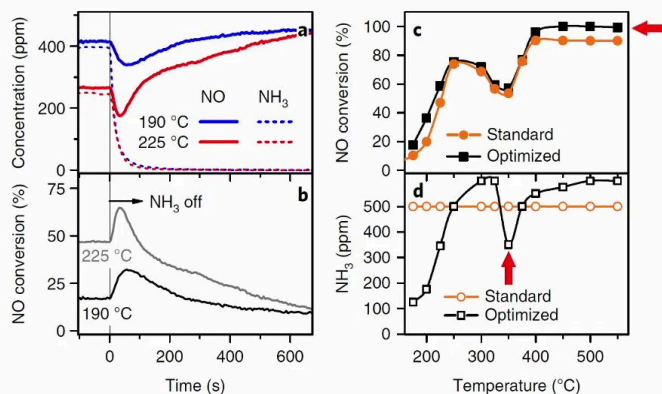 a
Concentration (ppm)
400
200
0
NO NH₃
190 °C
225 °C
b
NO conversion (%)
75
50
25
0
NH₃ off
225 °C
190 °C
0 200 400 600
Time (s)
c
NO conversion (%)
100
80
60
40
20
0
Standard
Optimized
d
NH₃ (ppm)
500
400
300
200
100
0
Standard
Optimized
200 300 400 500
Temperature (°C)